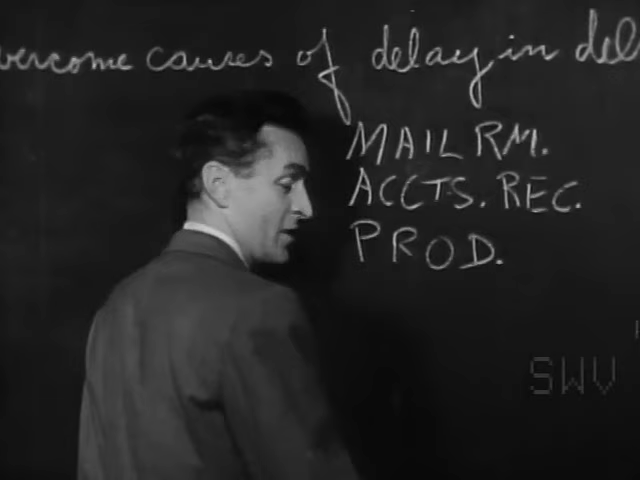 vercome causes of delay in del
MAIL RM.
ACCTS. REC.
PROD.
SWV